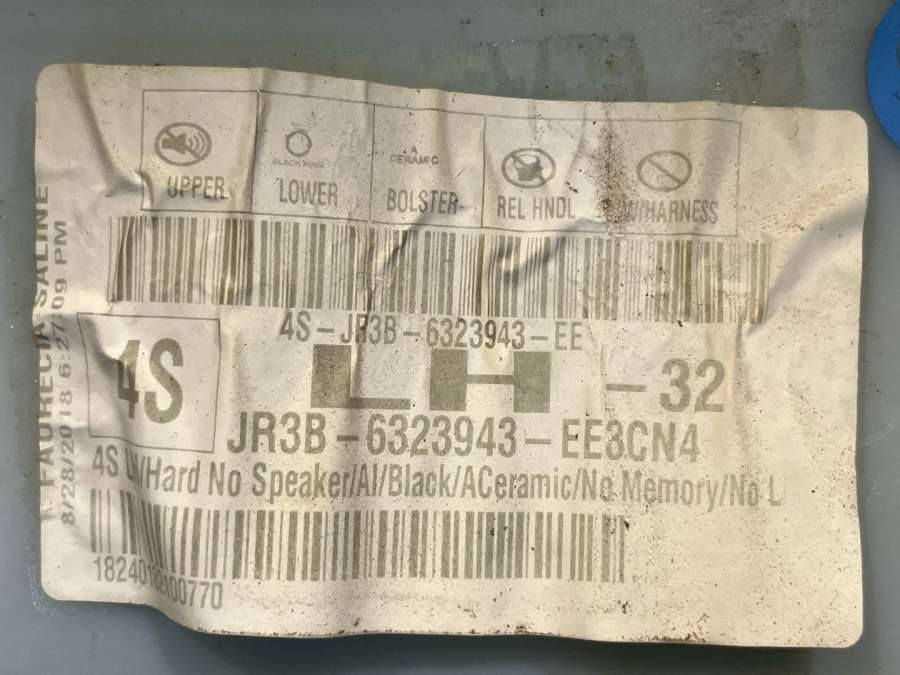 UPPER
BLACK RING
LOWER
A
CERAMIC
BOLSTER
REL HNDL
W/HARNESS
FAURECIA SALINE
8/28/2018 6:27:09 PM
4S-JR3B-6323943-EE
4S
LH -32
JR3B-6323943-EE3CN4
4S LH/Hard No Speaker/Al/Black/ACeramic/No Memory/No L